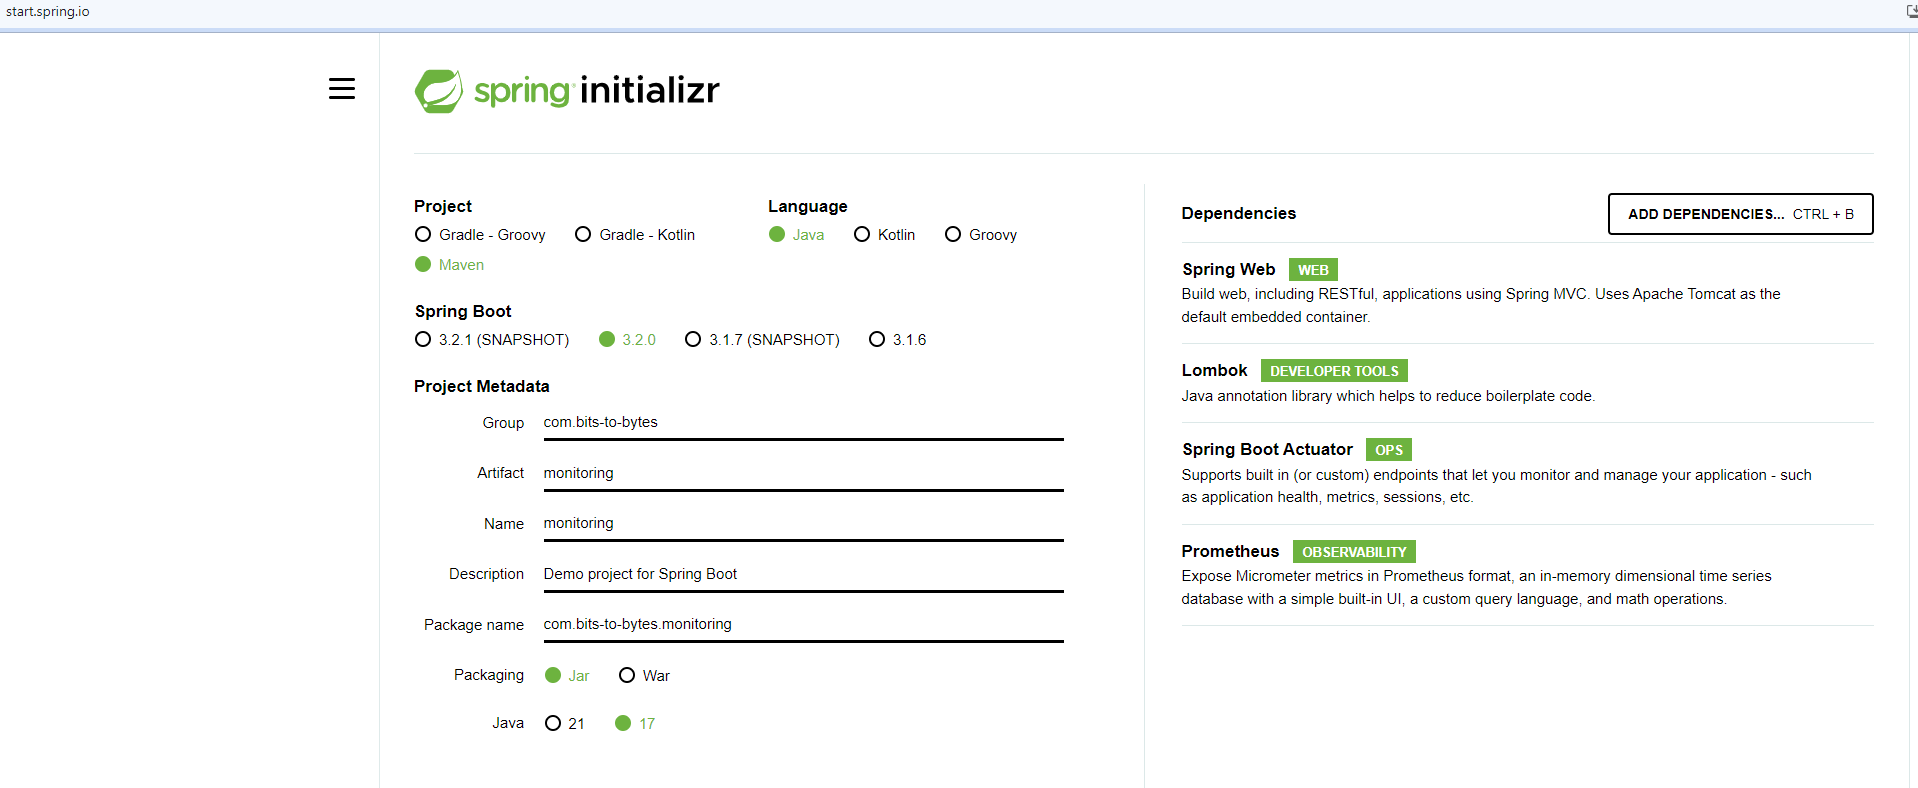 start.spring.io
spring initializr
Project
Gradle - Groovy
Gradle - Kotlin
Maven
Language
Java
Kotlin
Groovy
Spring Boot
3.2.1 (SNAPSHOT)
3.2.0
3.1.7 (SNAPSHOT)
3.1.6
Project Metadata
Group
com.bits-to-bytes
Artifact
monitoring
Name
monitoring
Description
Demo project for Spring Boot
Package name
com.bits-to-bytes.monitoring
Packaging
Jar
War
Java
21
17
Dependencies
ADD DEPENDENCIES... CTRL + B
Spring Web WEB
Build web, including RESTful, applications using Spring MVC. Uses Apache Tomcat as the
default embedded container.
Lombok DEVELOPER TOOLS
Java annotation library which helps to reduce boilerplate code.
Spring Boot Actuator OPS
Supports built in (or custom) endpoints that let you monitor and manage your application - such
as application health, metrics, sessions, etc.
Prometheus OBSERVABILITY
Expose Micrometer metrics in Prometheus format, an in-memory dimensional time series
database with a simple built-in UI, a custom query language, and math operations.